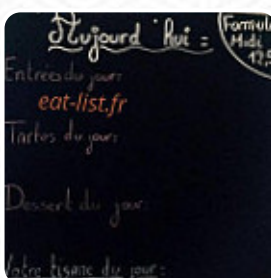 Aujourd'hui :
Formule
Midi
Entrées du jour
eat-list.fr
Tartes du jour:
Dessert du jour:
Votre tisane du jour: